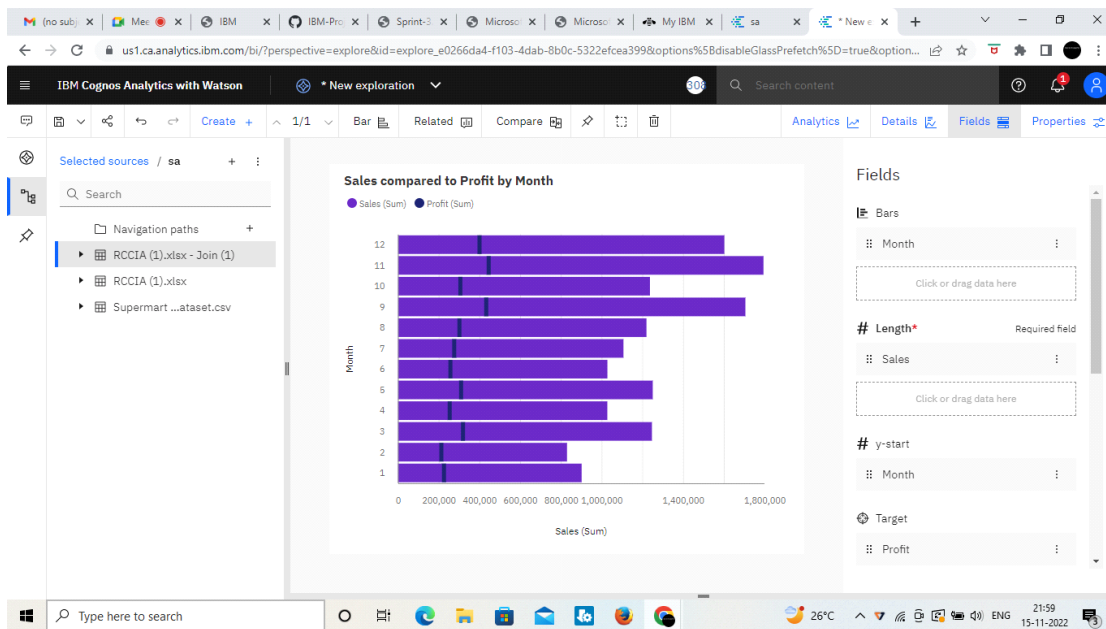 (no subj
Mee
IBM
IBM-Pro
Sprint-3
Microsof
Microso
My IBM
sa
* New e
us1.ca.analytics.ibm.com/bi/?perspective=explore&id=explore_e0266da4-f103-4dab-8b0c-5322efcea399&options%5BdisableGlassPrefetch%5D=true&option...
IBM Cognos Analytics with Watson
* New exploration
308
Search content
1
Create +
1/1
Bar
Related
Compare
Analytics
Details
Fields
Properties
Selected sources / sa
Search
Navigation paths
RCCIA (1).xlsx - Join (1)
RCCIA (1).xlsx
Supermart ...ataset.csv
Sales compared to Profit by Month
Sales (Sum) Profit (Sum)
Month
12
11
10
9
8
7
6
5
4
3
2
1
0 200,000 400,000 600,000 800,000 1,000,000 1,400,000 1,800,000
Sales (Sum)
Fields
Bars
Month
Click or drag data here
# Length* Required field
Sales
Click or drag data here
# y-start
Month
Target
Profit
Type here to search
26°C
ENG
21:59
15-11-2022
3